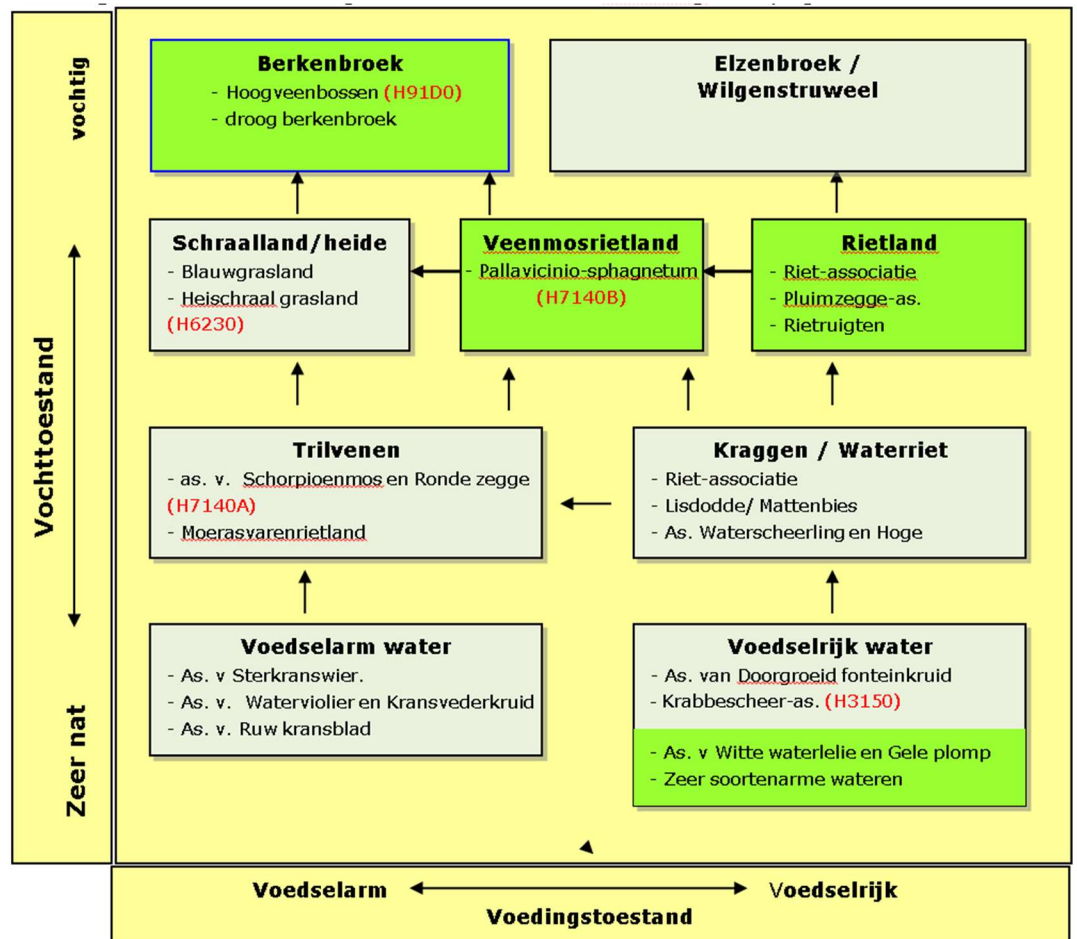 vochtig
Vochttoestand
Zeer nat
Berkenbroek
- Hoogveenbossen (H91D0)
- droog berkenbroek
Elzenbroek /
Wilgenstruweel
Schraalland/heide
- Blauwgrasland
- Heischraal grasland
(H6230)
Veenmosrietland
- Pallavicinio-sphagnetum
(H7140B)
Rietland
- Riet-associatie
- Pluimzegge-as.
- Rietruigten
Trilvenen
- as. v. Schorpioenmos en Ronde zegge
(H7140A)
- Moerasvarenrietland
Kraggen / Waterriet
- Riet-associatie
- Lisdodde/ Mattenbies
- As. Waterscheerling en Hoge
Voedselarm water
- As. v Sterkranswier.
- As. v. Waterviolier en Kransvederkruid
- As. v. Ruw kransblad
Voedselrijk water
- As. van Doorgroeid fonteinkruid
- Krabbescheer-as. (H3150)
- As. v Witte waterlelie en Gele plomp
- Zeer soortenarme wateren
Voedselarm
Voedselrijk
Voedingstoestand